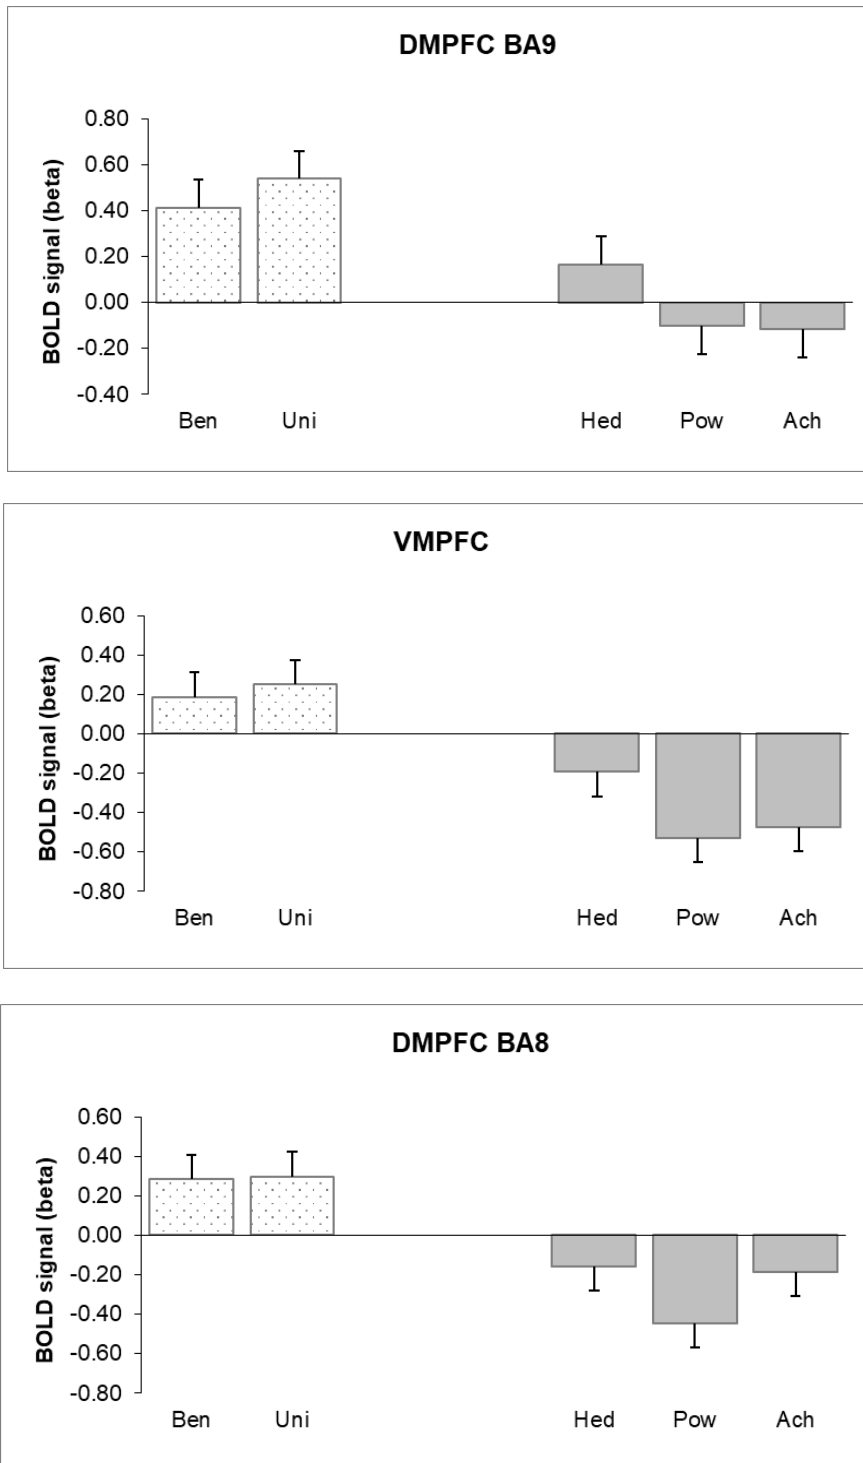 DMPFC BA9
BOLD signal (beta)
0.80
0.60
0.40
0.20
0.00
-0.20
-0.40
Ben Uni Hed Pow Ach
VMPFC
BOLD signal (beta)
0.60
0.40
0.20
0.00
-0.20
-0.40
-0.60
-0.80
Ben Uni Hed Pow Ach
DMPFC BA8
BOLD signal (beta)
0.60
0.40
0.20
0.00
-0.20
-0.40
-0.60
-0.80
Ben Uni Hed Pow Ach